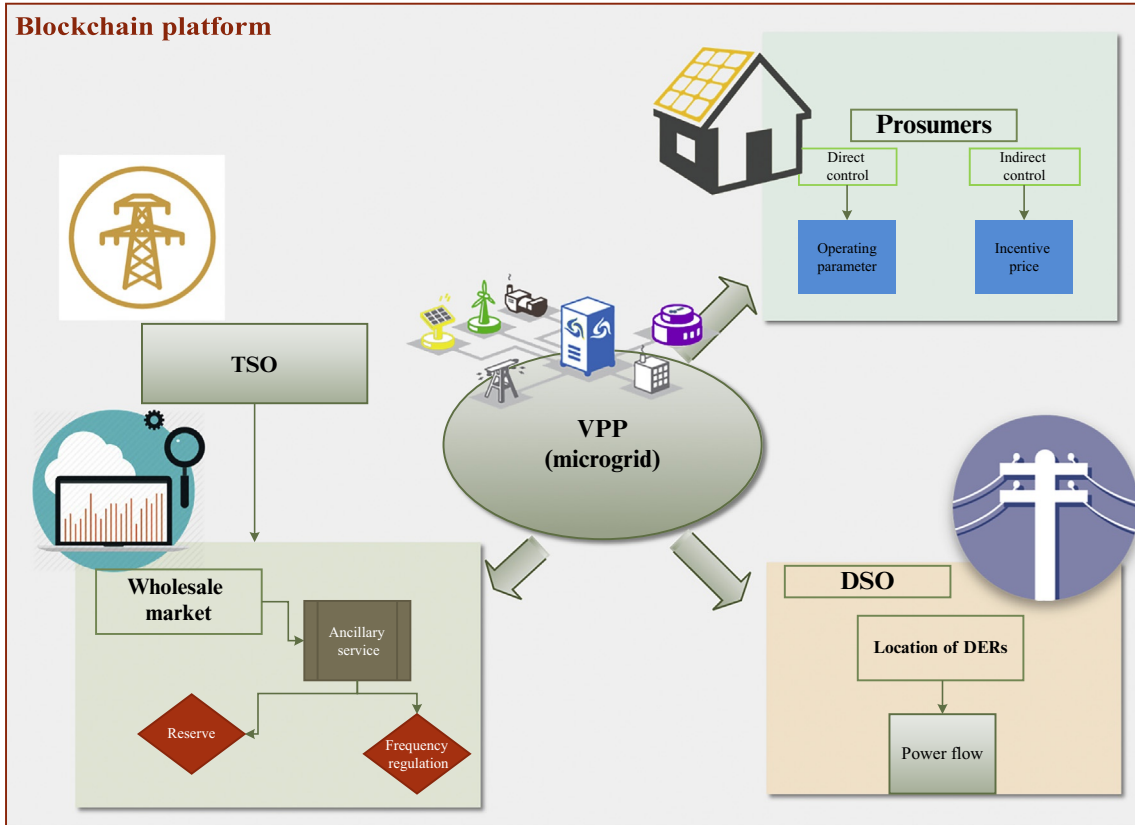 Blockchain platform
Prosumers
Direct
control
Indirect
control
Operating
parameter
Incentive
price
TSO
VPP
(microgrid)
Wholesale
market
Ancillary
service
Reserve
Frequency
regulation
DSO
Location of DERs
Power flow